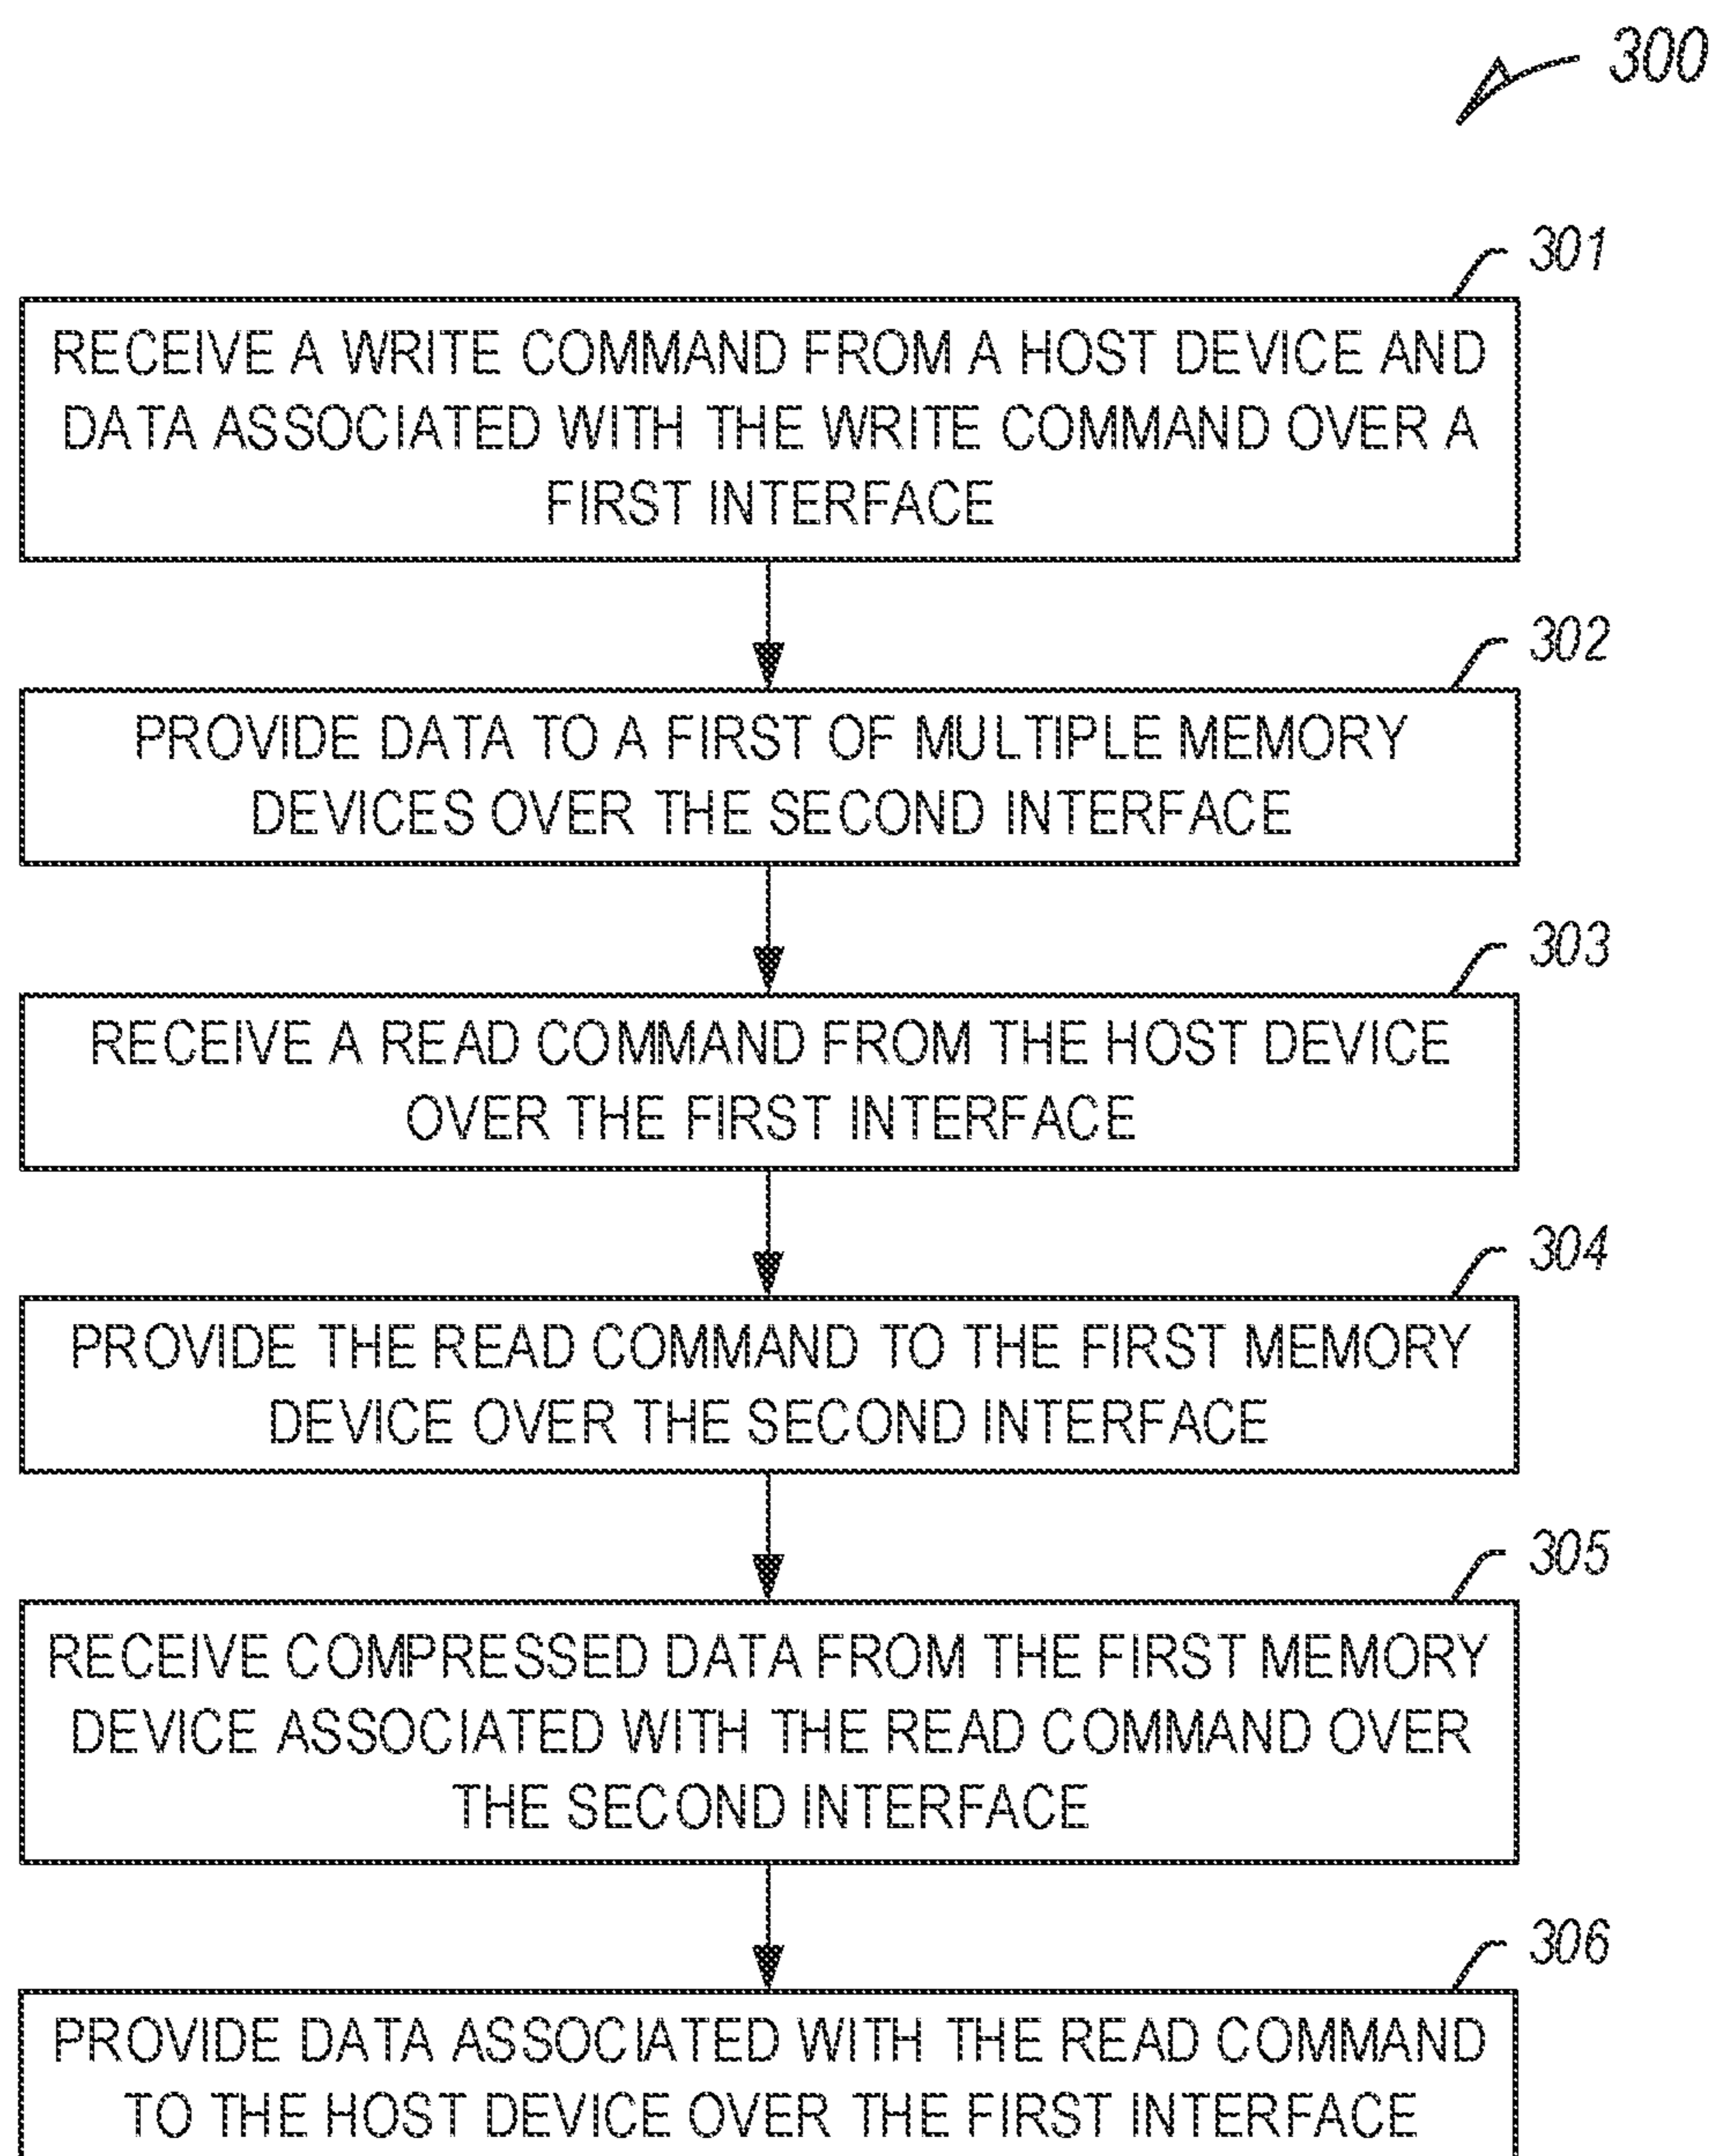 300
301
RECEIVE A WRITE COMMAND FROM A HOST DEVICE AND
DATA ASSOCIATED WITH THE WRITE COMMAND OVER A
FIRST INTERFACE
302
PROVIDE DATA TO A FIRST OF MULTIPLE MEMORY
DEVICES OVER THE SECOND INTERFACE
303
RECEIVE A READ COMMAND FROM THE HOST DEVICE
OVER THE FIRST INTERFACE
304
PROVIDE THE READ COMMAND TO THE FIRST MEMORY
DEVICE OVER THE SECOND INTERFACE
305
RECEIVE COMPRESSED DATA FROM THE FIRST MEMORY
DEVICE ASSOCIATED WITH THE READ COMMAND OVER
THE SECOND INTERFACE
306
PROVIDE DATA ASSOCIATED WITH THE READ COMMAND
TO THE HOST DEVICE OVER THE FIRST INTERFACE